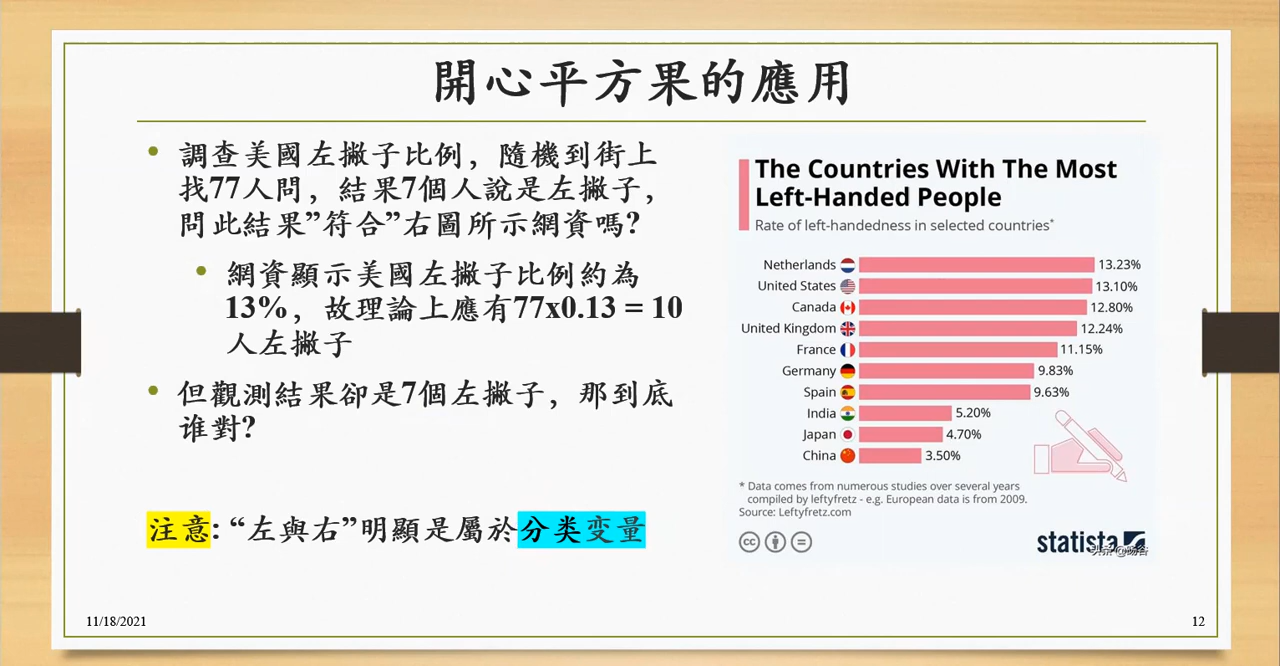 開心平方果的應用
• 調查美國左撇子比例，隨機到街上
找77人問，結果7個人說是左撇子，
問此結果”符合”右圖所示網資嗎?
• 網資顯示美國左撇子比例約為
13%，故理論上應有77x0.13 = 10
人左撇子
• 但觀測結果卻是7個左撇子，那到底
谁對?
注意: “左與右”明顯是屬於分类变量
The Countries With The Most
Left-Handed People
Rate of left-handedness in selected countries*
Netherlands 13.23%
United States 13.10%
Canada 12.80%
United Kingdom 12.24%
France 11.15%
Germany 9.83%
Spain 9.63%
India 5.20%
Japan 4.70%
China 3.50%
* Data comes from numerous studies over several years
compiled by leftyfretz - e.g. European data is from 2009.
Source: Leftyfretz.com
cc
statista
11/18/2021
12